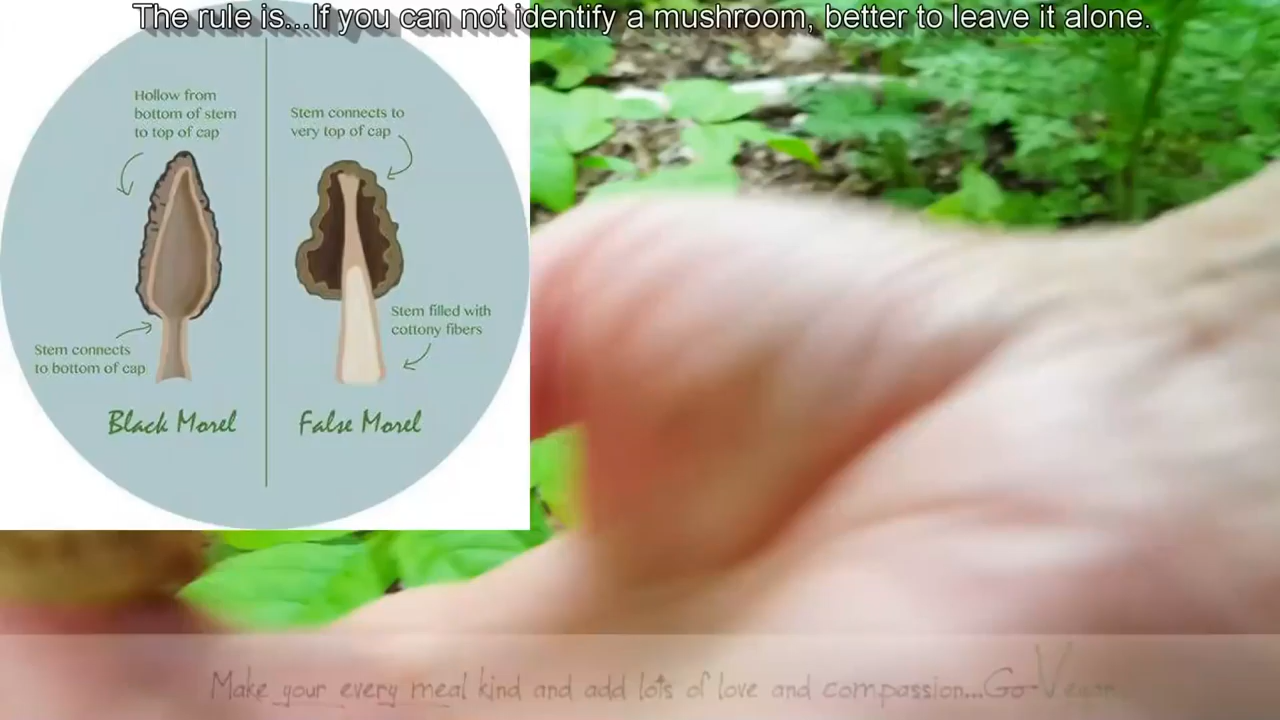 The rule is...If you can not identify a mushroom, better to leave it alone.
Hollow from
bottom of stem
to top of cap
Stem connects to
very top of cap
Stem filled with
cottony fibers
Stem connects
to bottom of cap
Black Morel
False Morel
Make your every meal kind and add lots of love and compassion...Go Vegan